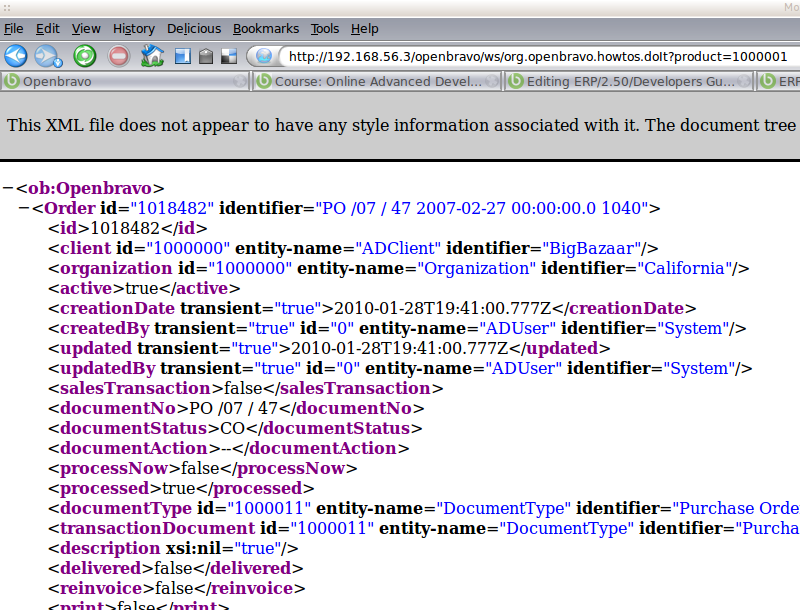 Mo
File Edit View History Delicious Bookmarks Tools Help
http://192.168.56.3/openbravo/ws/org.openbravo.howtos.doIt?product=1000001
Openbravo Course: Online Advanced Devel... Editing ERP/2.50/Developers Gu... ERP
This XML file does not appear to have any style information associated with it. The document tree
−<ob:Openbravo>
−<Order id="1018482" identifier="PO /07 / 47 2007-02-27 00:00:00.0 1040">
<id>1018482</id>
<client id="1000000" entity-name="ADClient" identifier="BigBazaar"/>
<organization id="1000000" entity-name="Organization" identifier="California"/>
<active>true</active>
<creationDate transient="true">2010-01-28T19:41:00.777Z</creationDate>
<createdBy transient="true" id="0" entity-name="ADUser" identifier="System"/>
<updated transient="true">2010-01-28T19:41:00.777Z</updated>
<updatedBy transient="true" id="0" entity-name="ADUser" identifier="System"/>
<salesTransaction>false</salesTransaction>
<documentNo>PO /07 / 47</documentNo>
<documentStatus>CO</documentStatus>
<documentAction>--</documentAction>
<processNow>false</processNow>
<processed>true</processed>
<documentType id="1000011" entity-name="DocumentType" identifier="Purchase Orde
<transactionDocument id="1000011" entity-name="DocumentType" identifier="Purcha
<description xsi:nil="true"/>
<delivered>false</delivered>
<reinvoice>false</reinvoice>
<print>false</print>